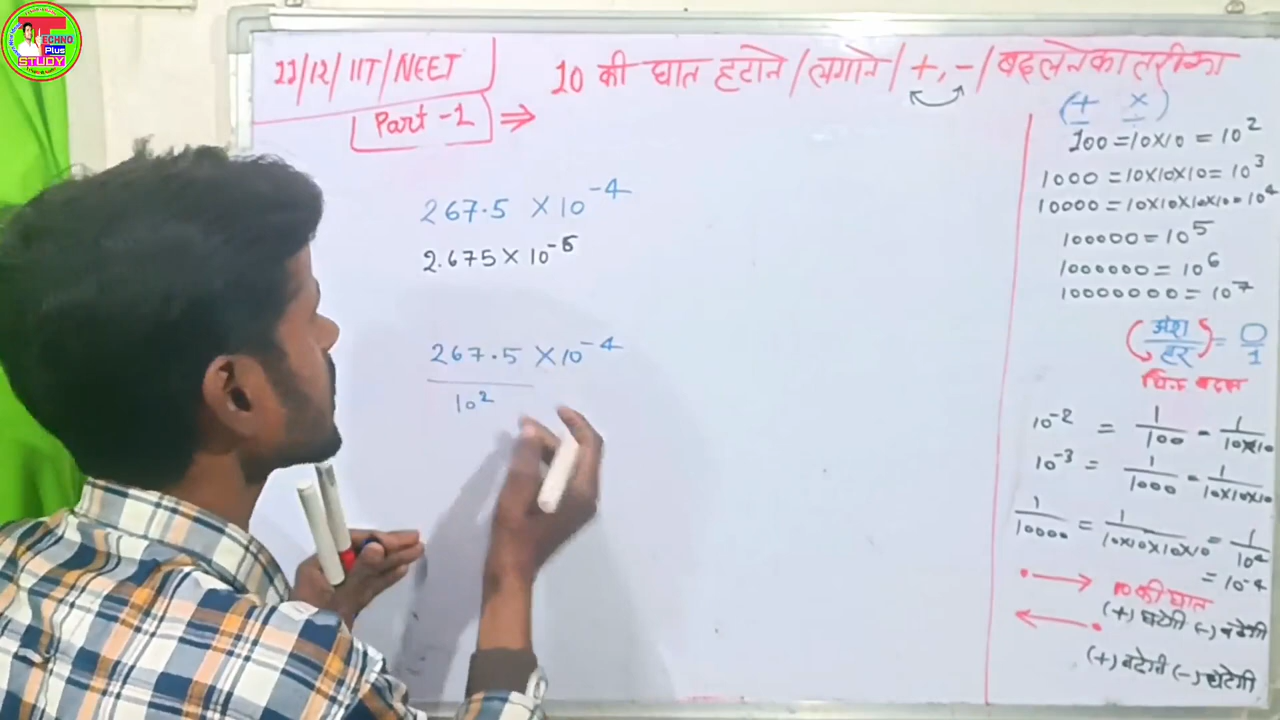 TECHNO
Plus
STUDY
22/12/IIT/NEET
Part-1 ⇒
10 की घात हटाने/लगाने/+,-/बदलने का तरीका
267.5 × 10⁻⁴
2.675 × 10⁻⁵
267.5 × 10⁻⁴
10²
(+ ×)
100 = 10×10 = 10²
1000 = 10×10×10 = 10³
10000 = 10×10×10×10 = 10⁴
100000 = 10⁵
1000000 = 10⁶
10000000 = 10⁷
(अंश/हर) = 0/1
चिन्ह बदल
10⁻² = 1/100 = 1/10×10
10⁻³ = 1/1000 = 1/10×10×10
1/10000 = 1/10×10×10×10 = 1/10⁴
= 10⁻⁴
→ 10 की घात
← (+) घटेगी (-) बढेगी
(+) बढेगी (-) घटेगी